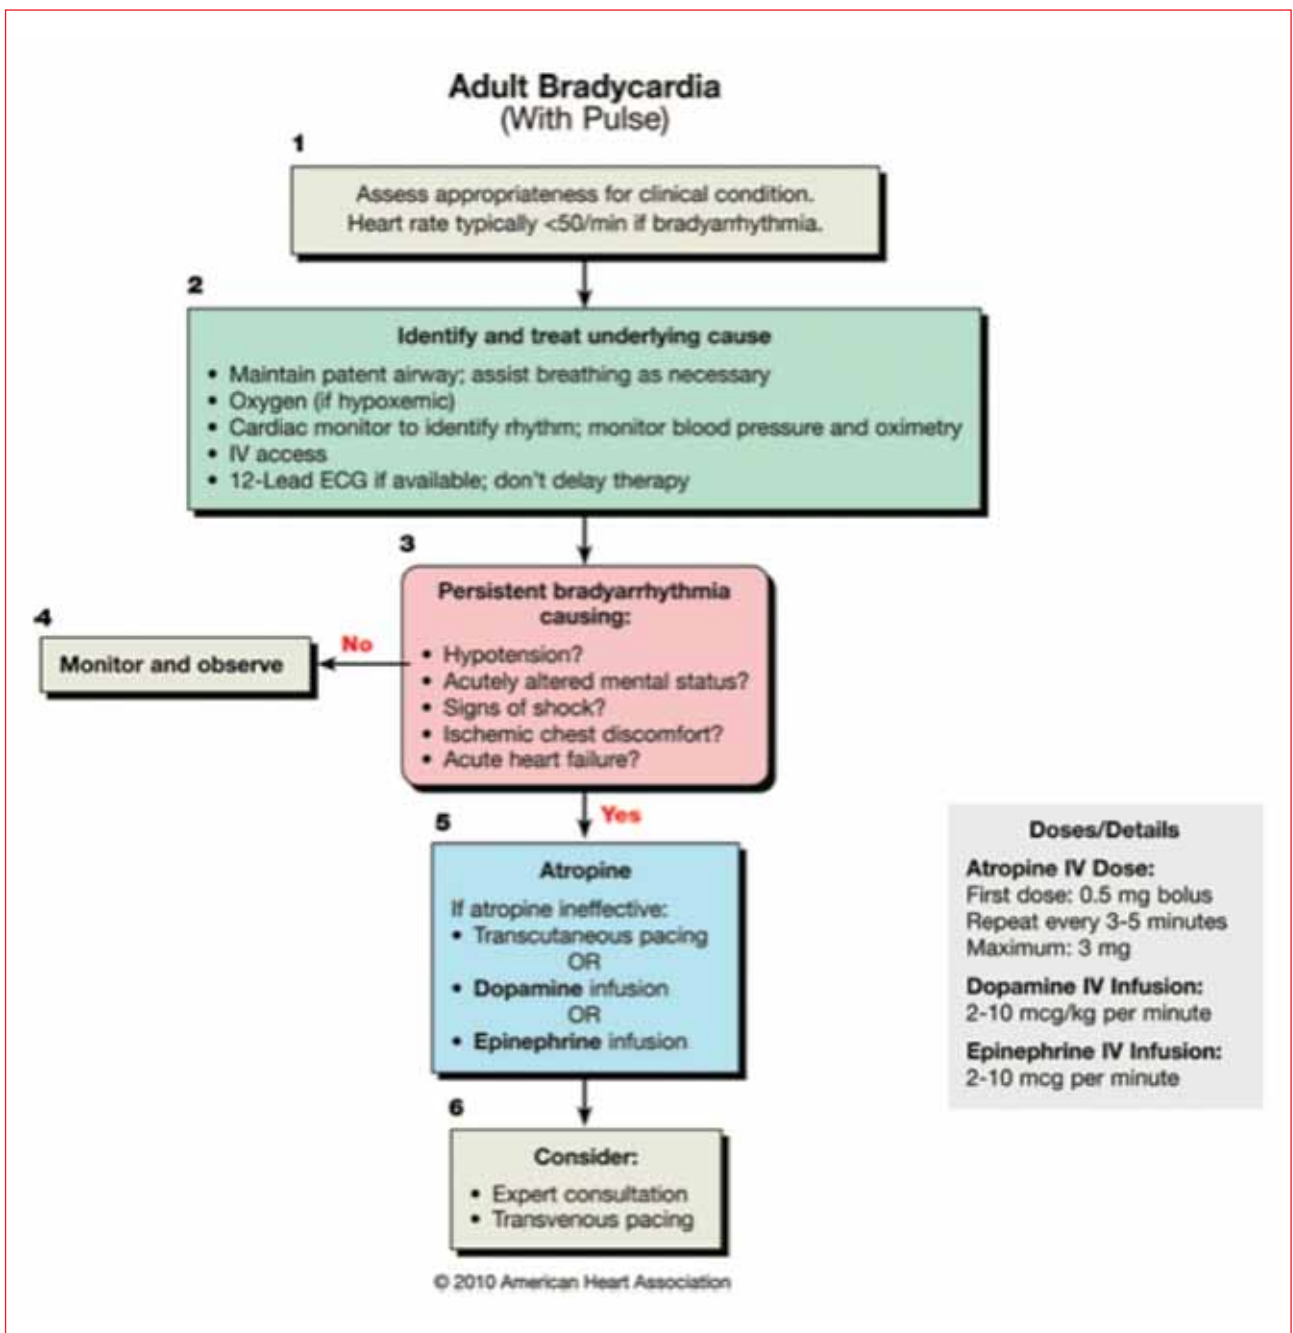 Adult Bradycardia
(With Pulse)
1
Assess appropriateness for clinical condition.
Heart rate typically <50/min if bradyarrhythmia.
2
Identify and treat underlying cause
• Maintain patent airway; assist breathing as necessary
• Oxygen (if hypoxemic)
• Cardiac monitor to identify rhythm; monitor blood pressure and oximetry
• IV access
• 12-Lead ECG if available; don't delay therapy
3
Persistent bradyarrhythmia
causing:
• Hypotension?
• Acutely altered mental status?
• Signs of shock?
• Ischemic chest discomfort?
• Acute heart failure?
4
No
Monitor and observe
Yes
5
Atropine
If atropine ineffective:
• Transcutaneous pacing
OR
• Dopamine infusion
OR
• Epinephrine infusion
6
Consider:
• Expert consultation
• Transvenous pacing
Doses/Details
Atropine IV Dose:
First dose: 0.5 mg bolus
Repeat every 3-5 minutes
Maximum: 3 mg
Dopamine IV Infusion:
2-10 mcg/kg per minute
Epinephrine IV Infusion:
2-10 mcg per minute
© 2010 American Heart Association